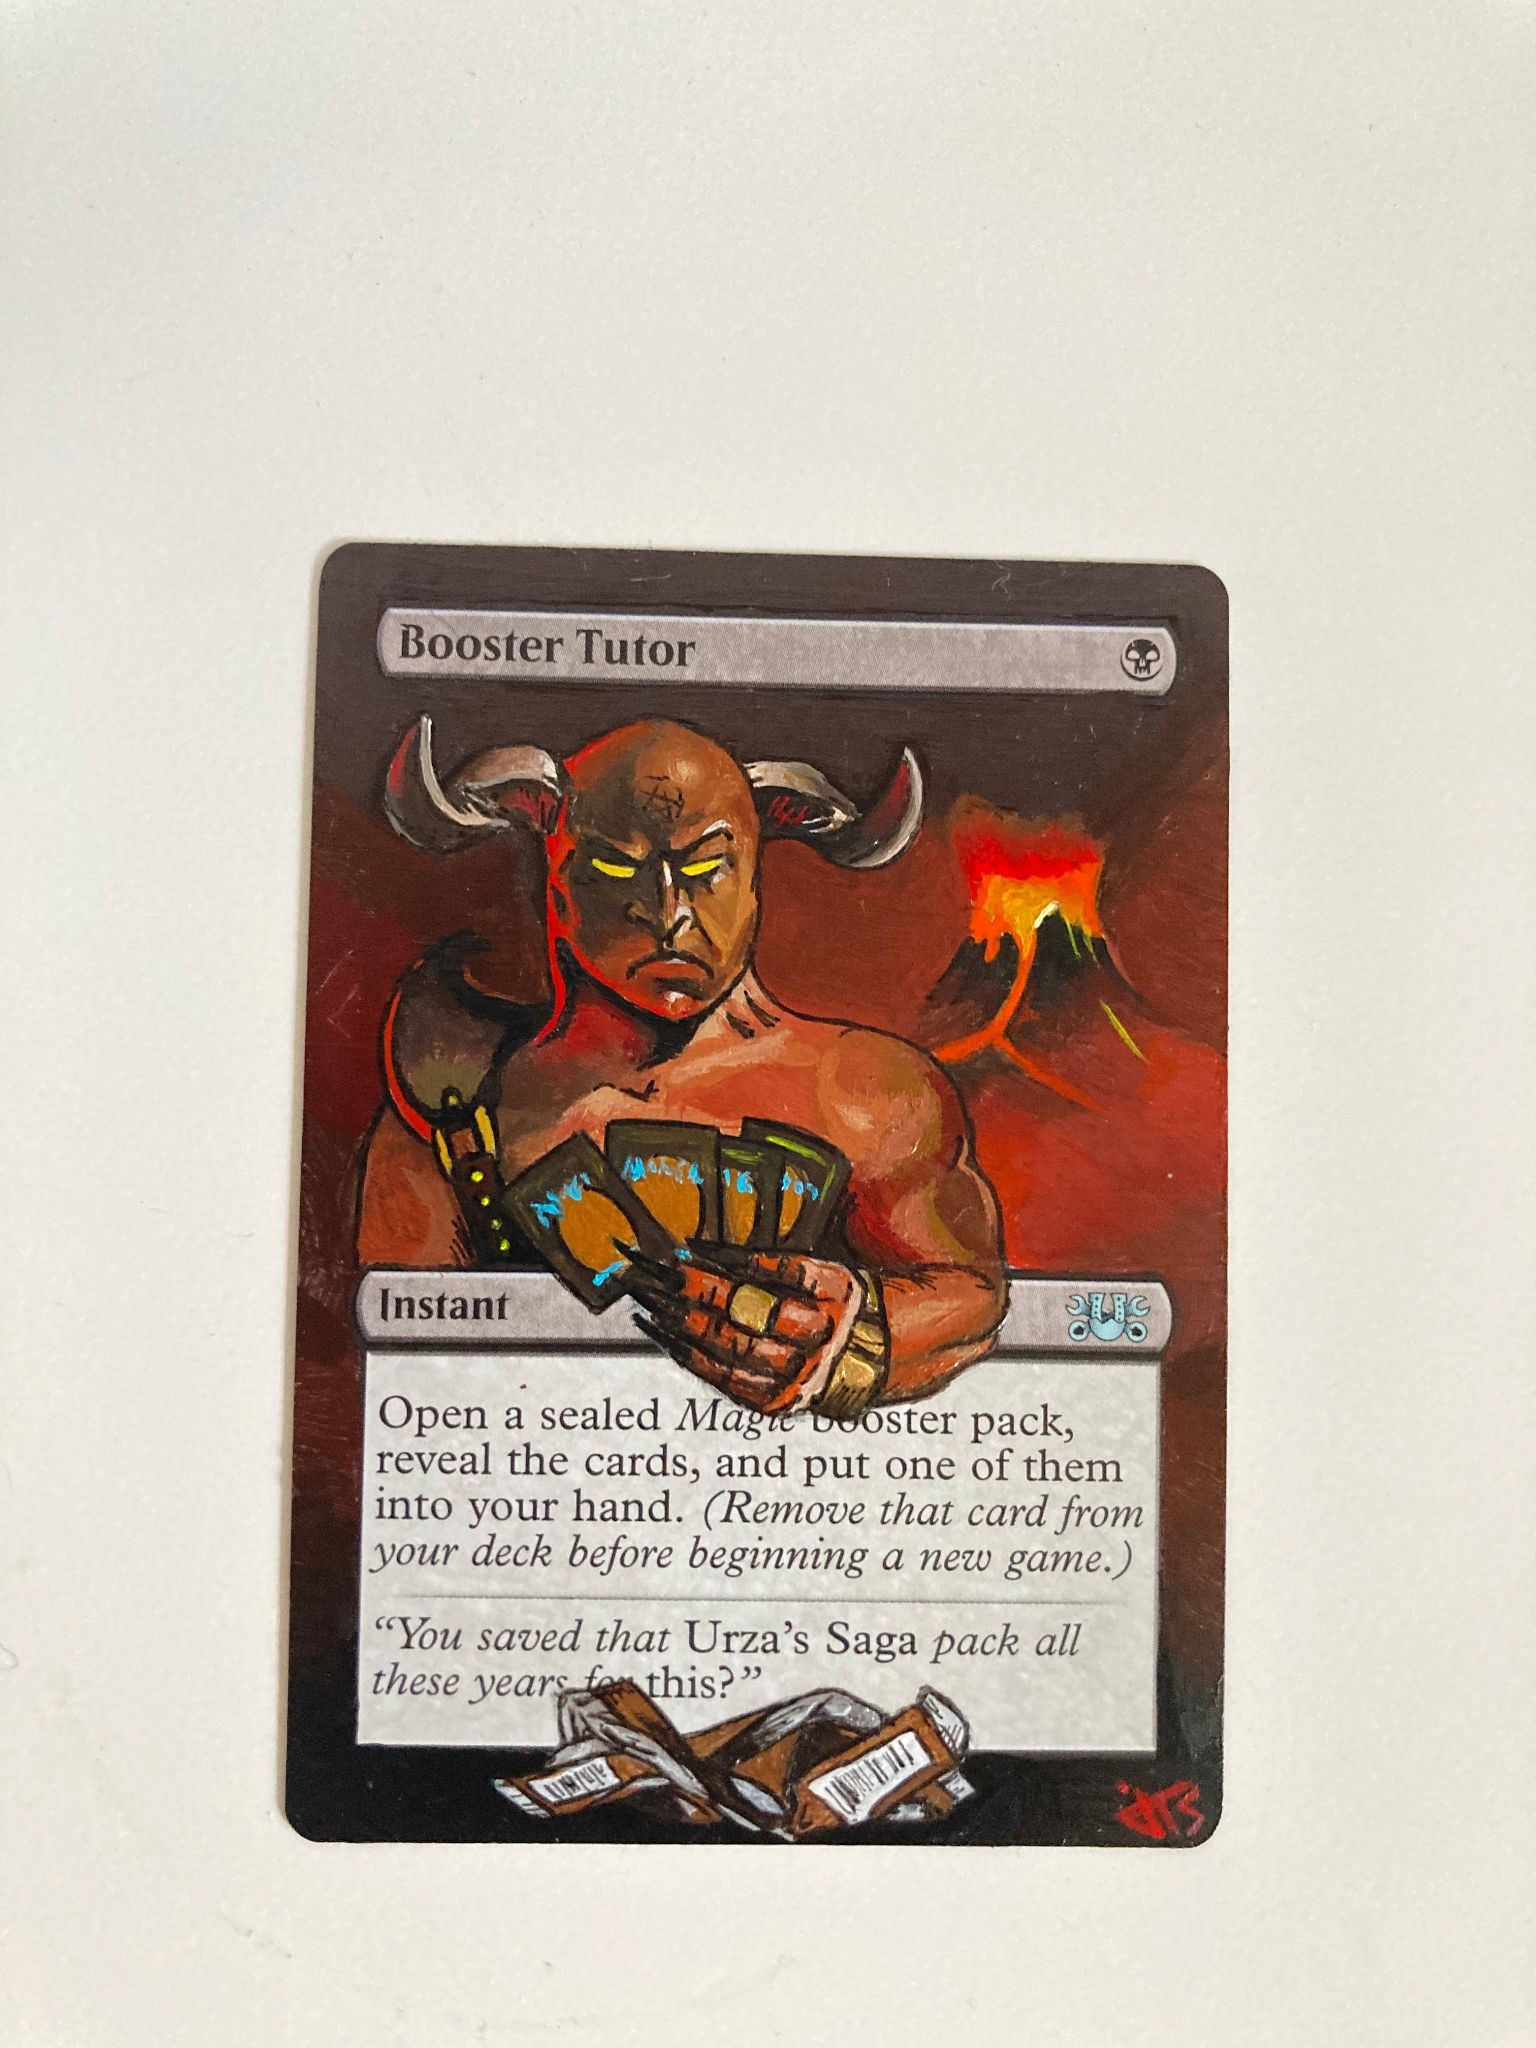 Booster Tutor
Instant
Open a sealed Magic booster pack,
reveal the cards, and put one of them
into your hand. (Remove that card from
your deck before beginning a new game.)
“You saved that Urza’s Saga pack all
these years for this?”